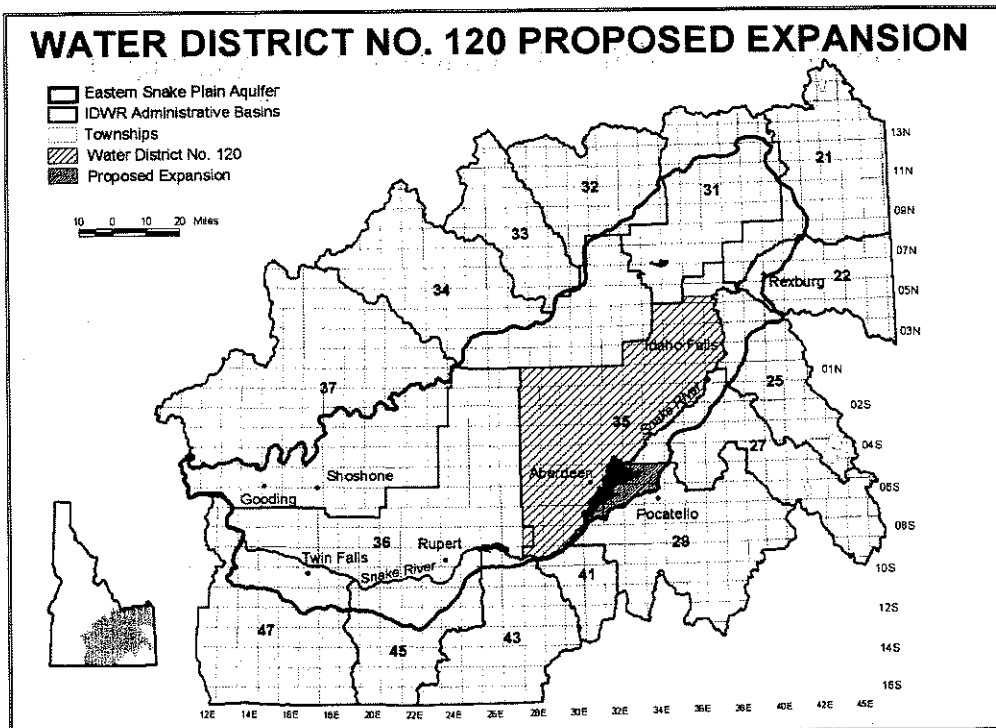 WATER DISTRICT NO. 120 PROPOSED EXPANSION
Eastern Snake Plain Aquifer
IDWR Administrative Basins
Townships
Water District No. 120
Proposed Expansion
10 0 10 20 Miles
13N
21
11N
32
31
09N
33
07N
22
Rexburg
05N
34
03N
Idaho Falls
01N
25
37
02S
35
Snake River
27
04S
Aberdeen
06S
Shoshone
Gooding
Pocatello
08S
36
Rupert
28
Twin Falls
10S
Snake River
41
12S
47
43
45
14S
16S
12E 14E 16E 18E 20E 22E 24E 26E 28E 30E 32E 34E 36E 38E 40E 42E 45E